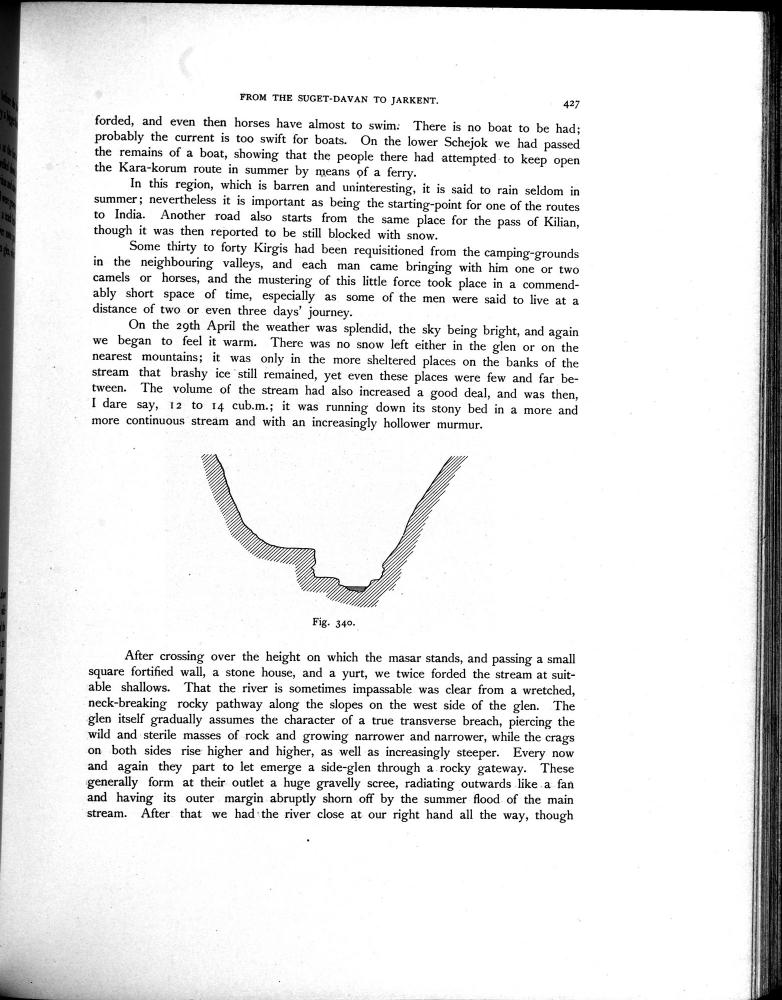 FROM THE SUGET-DAVAN TO JARKENT. 427
forded, and even then horses have almost to swim. There is no boat to be had;
probably the current is too swift for boats. On the lower Schejok we had passed
the remains of a boat, showing that the people there had attempted to keep open
the Kara-korum route in summer by means of a ferry.
In this region, which is barren and uninteresting, it is said to rain seldom in
summer; nevertheless it is important as being the starting-point for one of the routes
to India. Another road also starts from the same place for the pass of Kilian,
though it was then reported to be still blocked with snow.
Some thirty to forty Kirgis had been requisitioned from the camping-grounds
in the neighbouring valleys, and each man came bringing with him one or two
camels or horses, and the mustering of this little force took place in a commend-
ably short space of time, especially as some of the men were said to live at a
distance of two or even three days' journey.
On the 29th April the weather was splendid, the sky being bright, and again
we began to feel it warm. There was no snow left either in the glen or on the
nearest mountains; it was only in the more sheltered places on the banks of the
stream that brashy ice still remained, yet even these places were few and far be-
tween. The volume of the stream had also increased a good deal, and was then,
I dare say, 12 to 14 cub.m.; it was running down its stony bed in a more and
more continuous stream and with an increasingly hollower murmur.
Fig. 340.
After crossing over the height on which the masar stands, and passing a small
square fortified wall, a stone house, and a yurt, we twice forded the stream at suit-
able shallows. That the river is sometimes impassable was clear from a wretched,
neck-breaking rocky pathway along the slopes on the west side of the glen. The
glen itself gradually assumes the character of a true transverse breach, piercing the
wild and sterile masses of rock and growing narrower and narrower, while the crags
on both sides rise higher and higher, as well as increasingly steeper. Every now
and again they part to let emerge a side-glen through a rocky gateway. These
generally form at their outlet a huge gravelly scree, radiating outwards like a fan
and having its outer margin abruptly shorn off by the summer flood of the main
stream. After that we had the river close at our right hand all the way, though